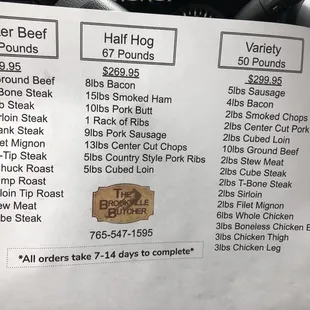 er Beef
Pounds
9.95
round Beef
Bone Steak
b Steak
rloin Steak
ank Steak
et Mignon
-Tip Steak
huck Roast
mp Roast
loin Tip Roast
ew Meat
be Steak
Half Hog
67 Pounds
$269.95
8lbs Bacon
15lbs Smoked Ham
10lbs Pork Butt
1 Rack of Ribs
9lbs Pork Sausage
13lbs Center Cut Chops
5lbs Country Style Pork Ribs
5lbs Cubed Loin
THE
BROOKVILLE
BUTCHER
765-547-1595
Variety
50 Pounds
$299.95
5lbs Sausage
4lbs Bacon
2lbs Smoked Chops
2lbs Center Cut Pork
2lbs Cubed Loin
10lbs Ground Beef
2lbs Stew Meat
2lbs Cube Steak
2lbs T-Bone Steak
2lbs Sirloin
2lbs Filet Mignon
6lbs Whole Chicken
3lbs Boneless Chicken
3lbs Chicken Thigh
3lbs Chicken Leg
*All orders take 7-14 days to complete*